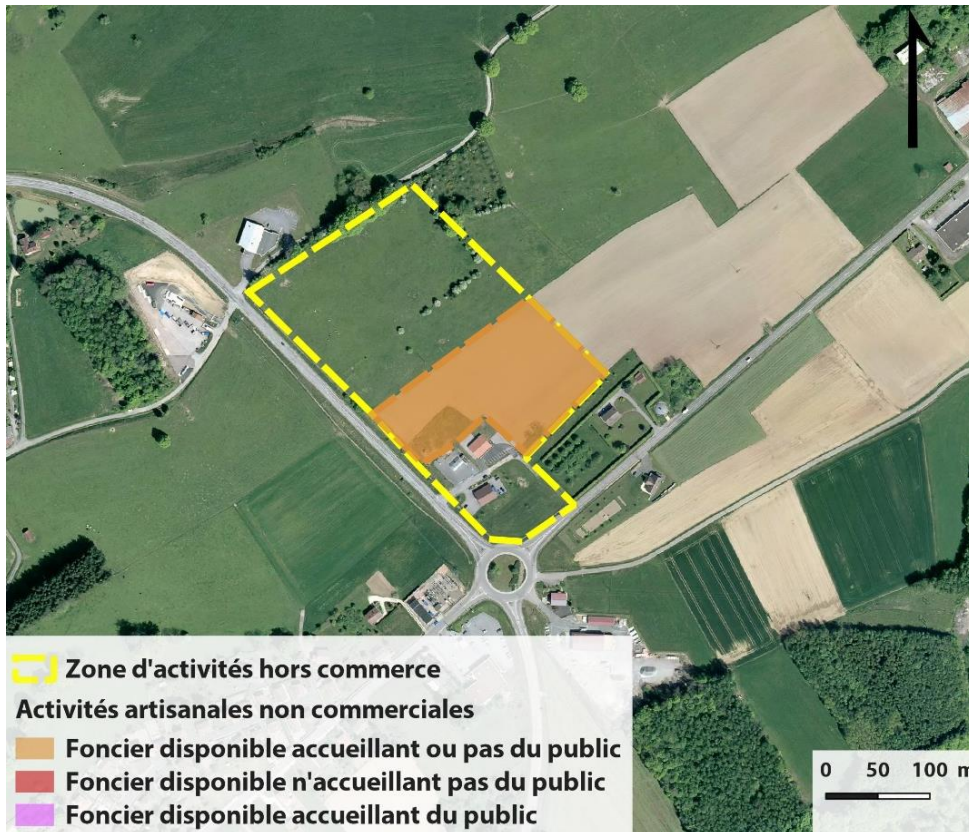 Zone d'activités hors commerce
Activités artisanales non commerciales
Foncier disponible accueillant ou pas du public
Foncier disponible n'accueillant pas du public
Foncier disponible accueillant du public
0 50 100 m